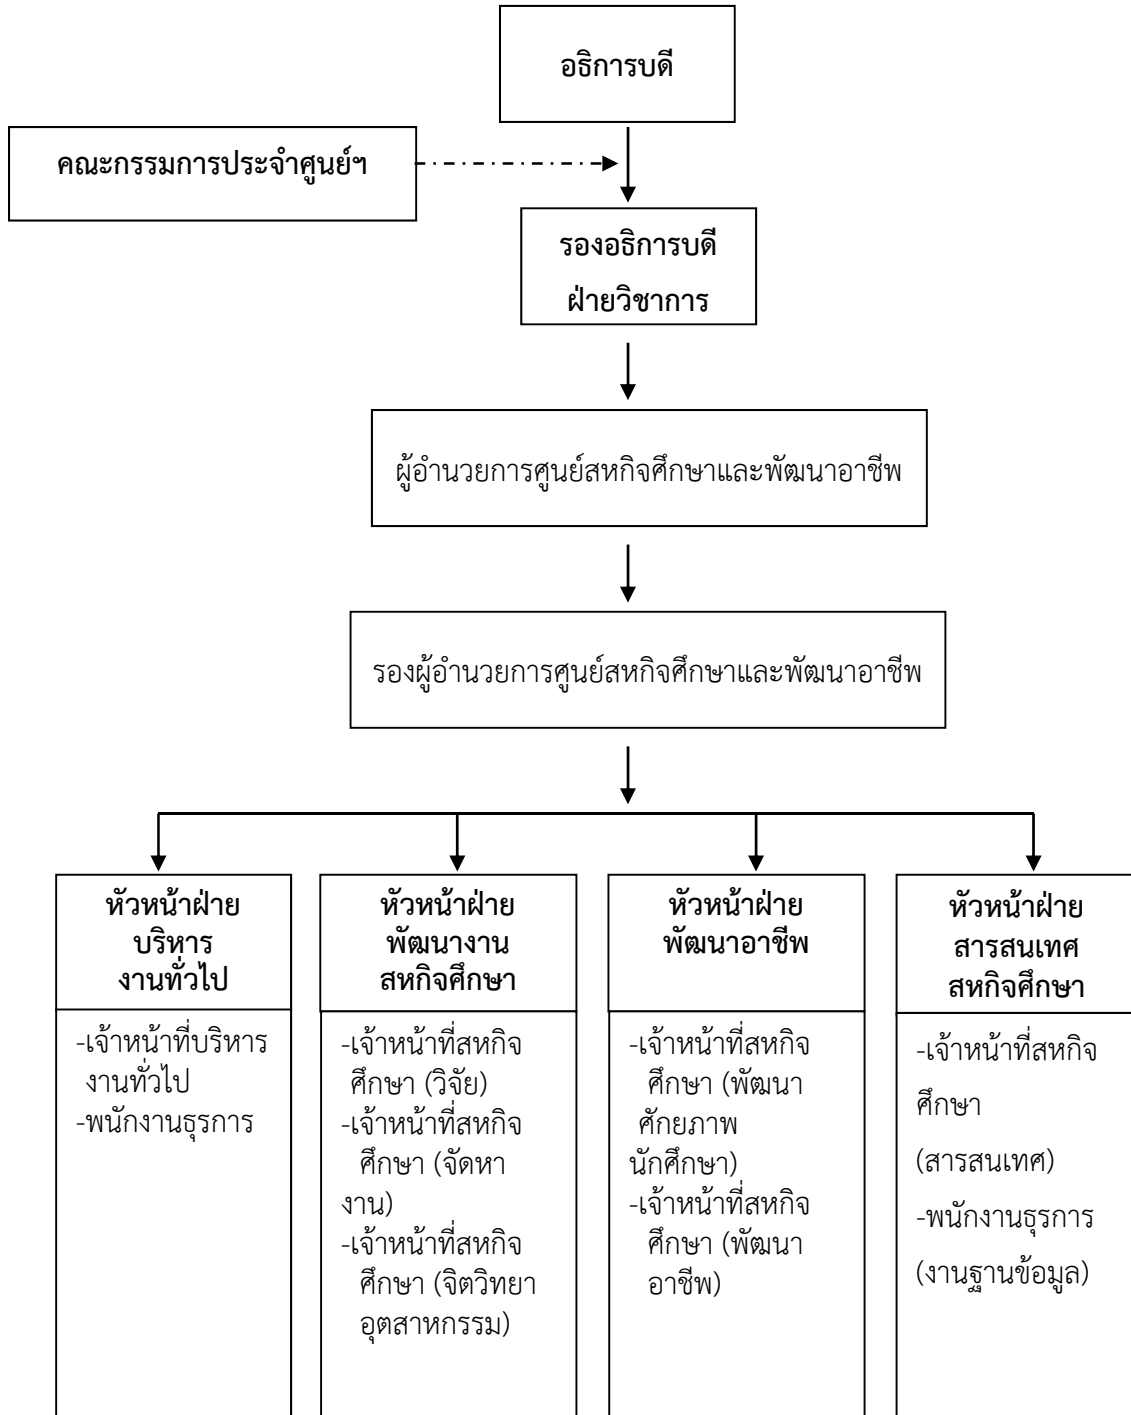 อธิการบดี
คณะกรรมการประจำศูนย์ฯ
รองอธิการบดี
ฝ่ายวิชาการ
ผู้อำนวยการศูนย์สหกิจศึกษาและพัฒนาอาชีพ
รองผู้อำนวยการศูนย์สหกิจศึกษาและพัฒนาอาชีพ
หัวหน้าฝ่าย
บริหาร
งานทั่วไป
-เจ้าหน้าที่บริหาร
งานทั่วไป
-พนักงานธุรการ
หัวหน้าฝ่าย
พัฒนางาน
สหกิจศึกษา
-เจ้าหน้าที่สหกิจ
ศึกษา (วิจัย)
-เจ้าหน้าที่สหกิจ
ศึกษา (จัดหา
งาน)
-เจ้าหน้าที่สหกิจ
ศึกษา (จิตวิทยา
อุตสาหกรรม)
หัวหน้าฝ่าย
พัฒนาอาชีพ
-เจ้าหน้าที่สหกิจ
ศึกษา (พัฒนา
ศักยภาพ
นักศึกษา)
-เจ้าหน้าที่สหกิจ
ศึกษา (พัฒนา
อาชีพ)
หัวหน้าฝ่าย
สารสนเทศ
สหกิจศึกษา
-เจ้าหน้าที่สหกิจ
ศึกษา
(สารสนเทศ)
-พนักงานธุรการ
(งานฐานข้อมูล)